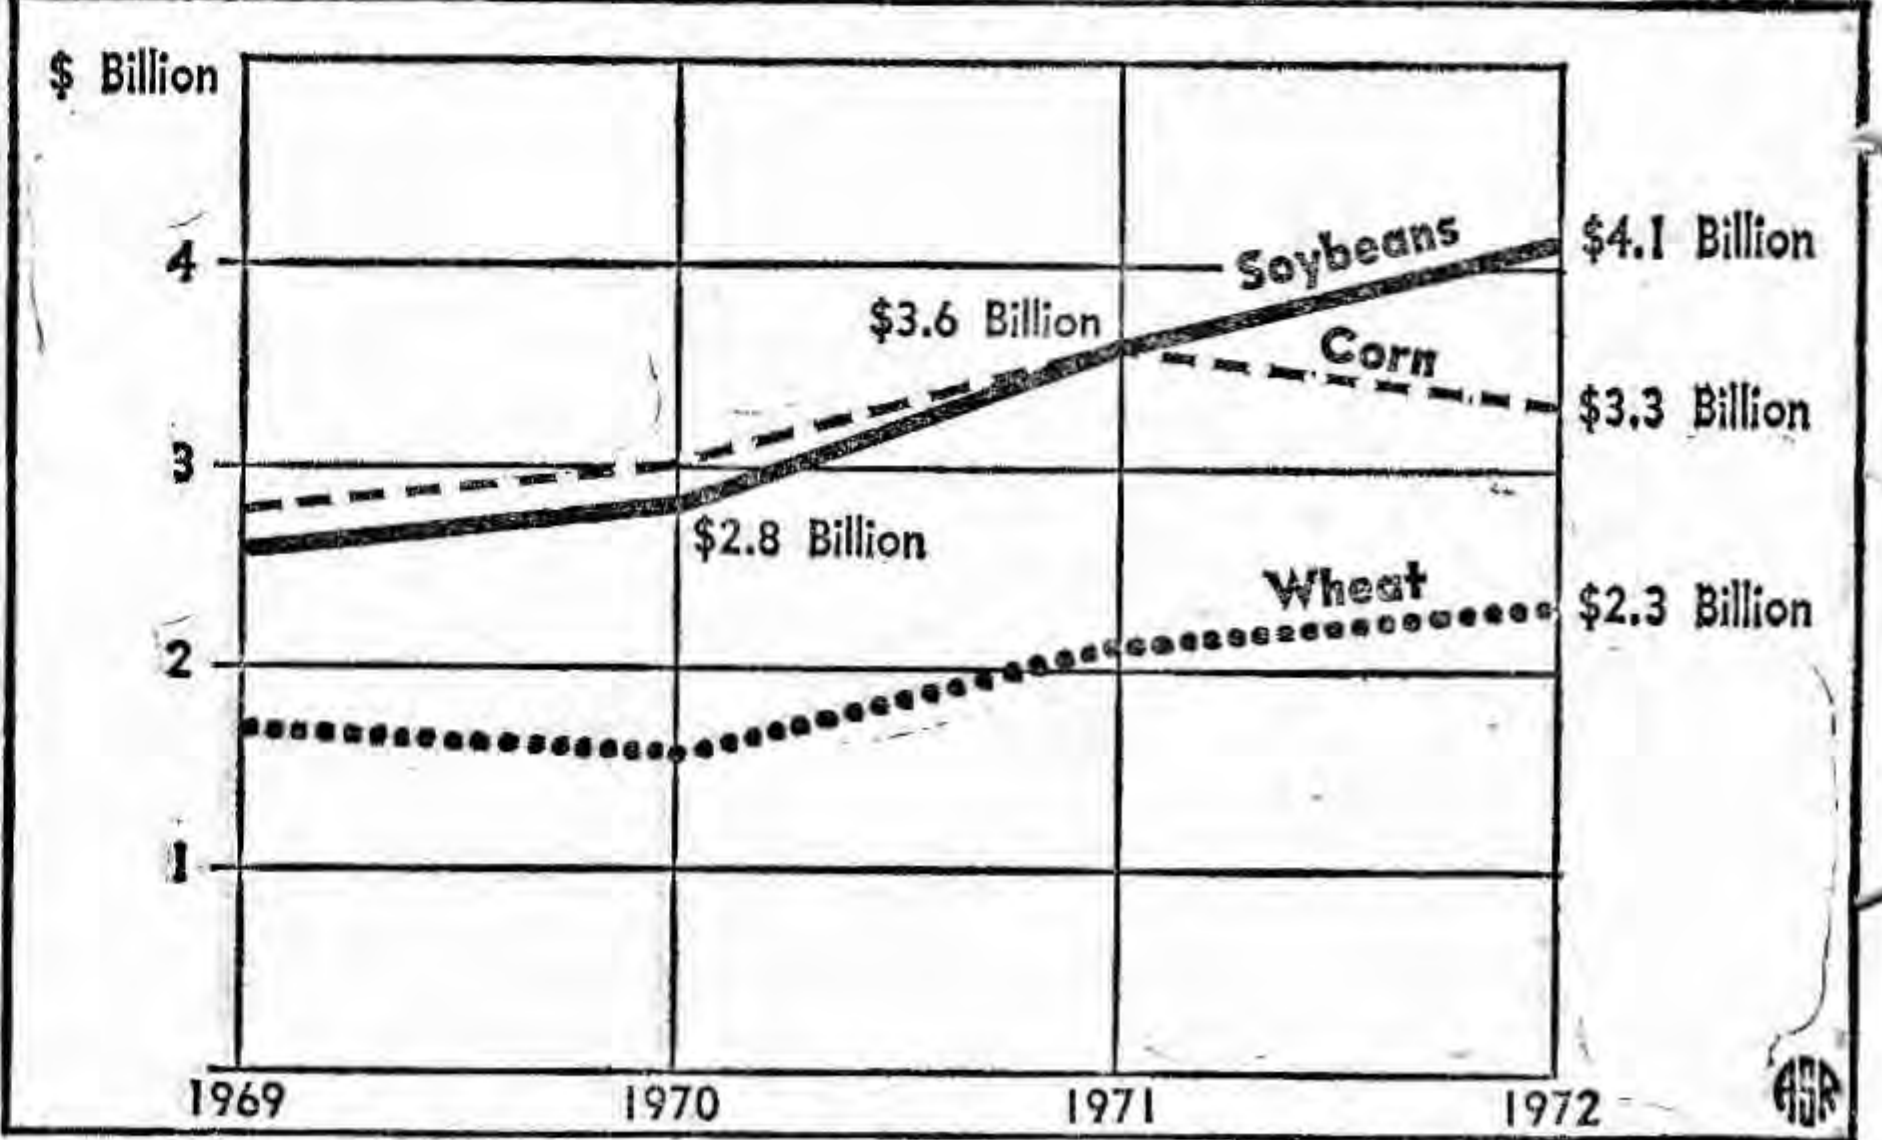 $ Billion
4
3
2
1
Soybeans
$4.1 Billion
$3.6 Billion
Corn
$3.3 Billion
$2.8 Billion
Wheat
$2.3 Billion
1969 1970 1971 1972
ASR